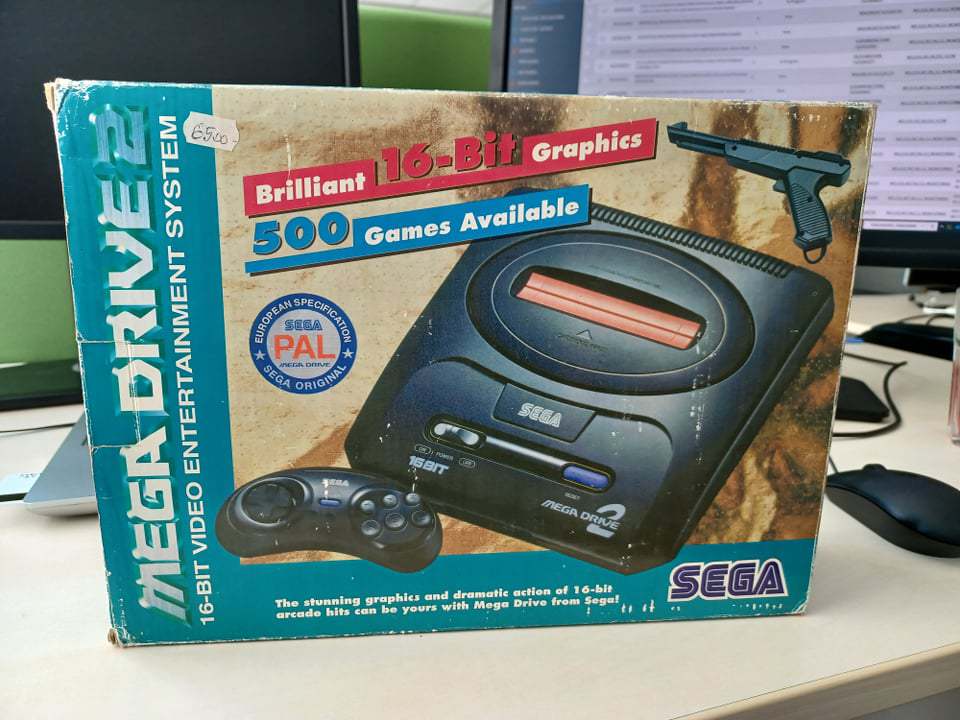 MEGA DRIVE 2
16-BIT VIDEO ENTERTAINMENT SYSTEM
6500-
Brilliant 16-Bit Graphics
500 Games Available
EUROPEAN SPECIFICATION
SEGA
PAL
MEGA DRIVE
SEGA ORIGINAL
SEGA
ON
POWER
16BIT
RESET
MEGA DRIVE 2
SEGA
The stunning graphics and dramatic action of 16-bit
arcade hits can be yours with Mega Drive from Sega!
SEGA